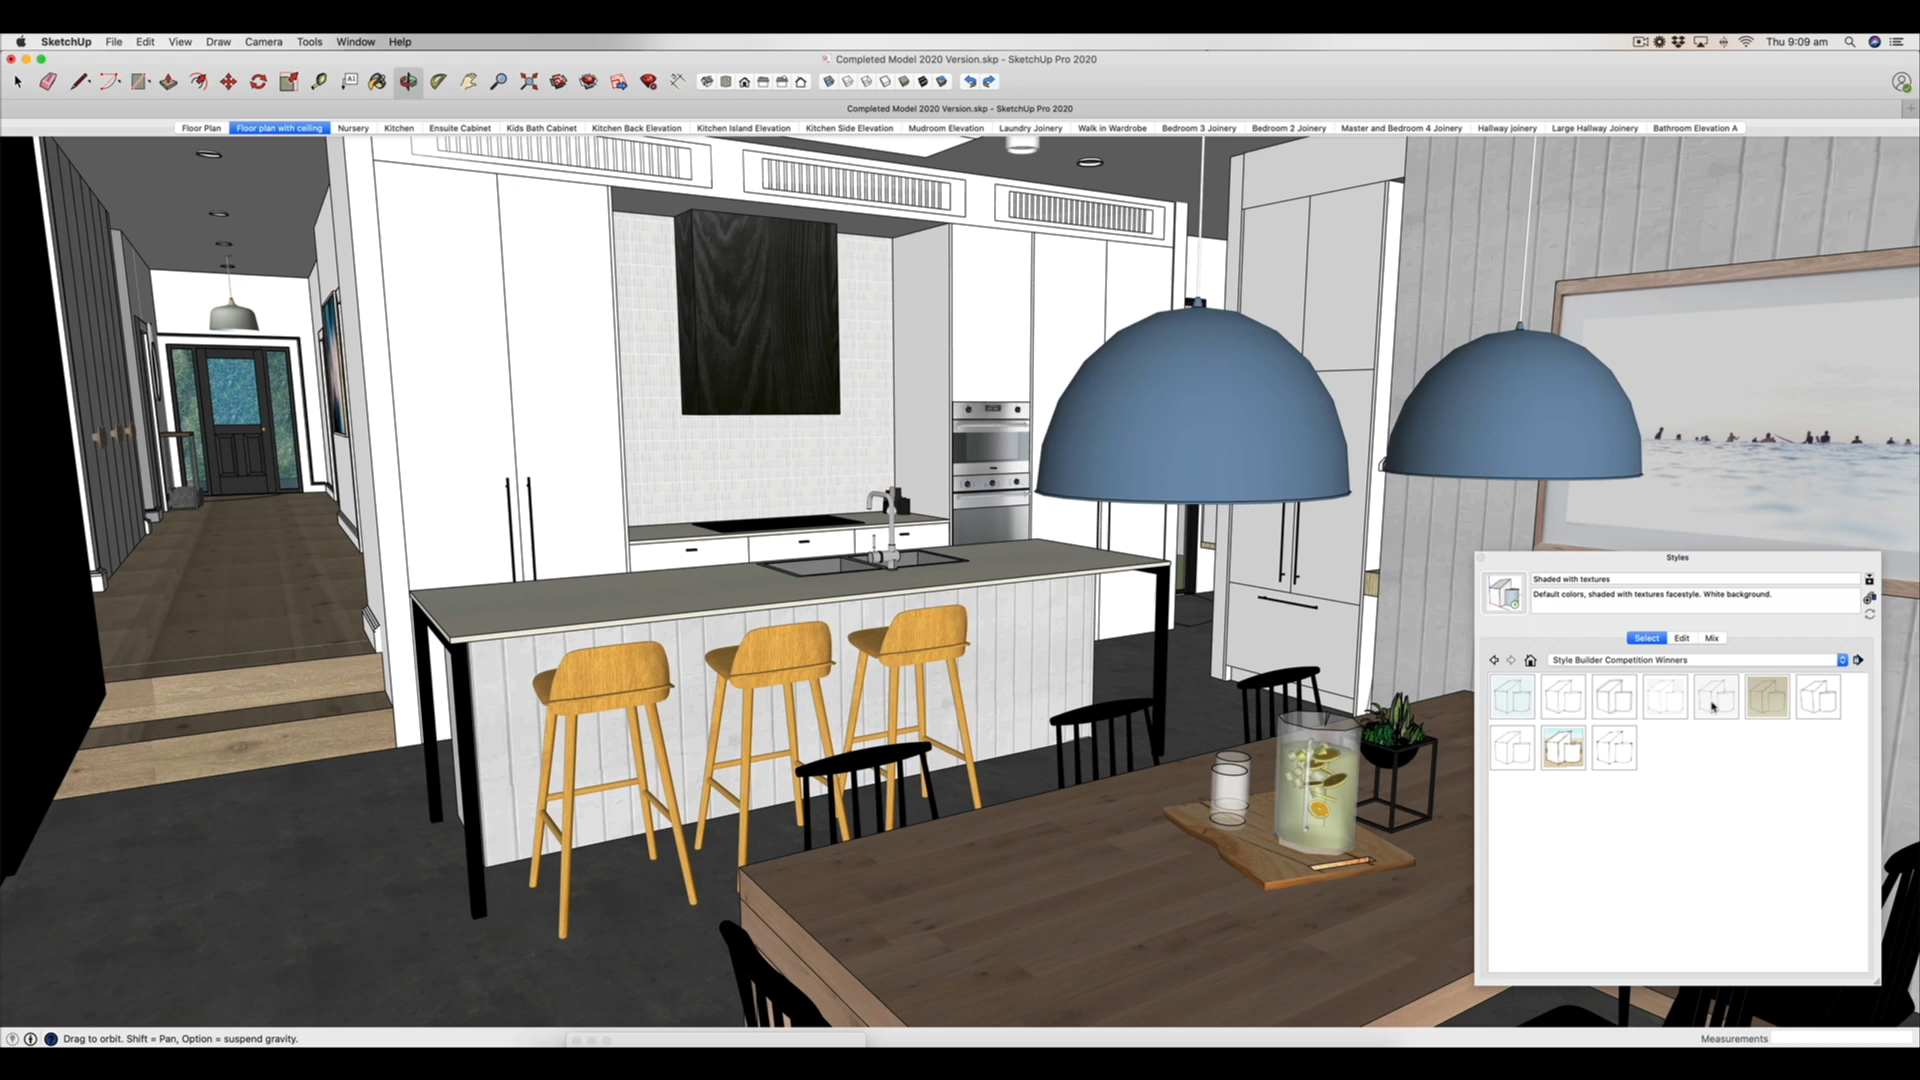 SketchUp File Edit View Draw Camera Tools Window Help
Thu 9:09 am
Completed Model 2020 Version.skp - SketchUp Pro 2020
Completed Model 2020 Version.skp - SketchUp Pro 2020
Floor Plan Floor plan with ceiling Nursery Kitchen Ensuite Cabinet Kids Bath Cabinet Kitchen Back Elevation Kitchen Island Elevation Kitchen Side Elevation Mudroom Elevation Laundry Joinery Walk in Wardrobe Bedroom 3 Joinery Bedroom 2 Joinery Master and Bedroom 4 Joinery Hallway joinery Large Hallway Joinery Bathroom Elevation A
Styles
Shaded with textures
Default colors, shaded with textures facestyle. White background.
Select Edit Mix
Style Builder Competition Winners
Drag to orbit. Shift = Pan, Option = suspend gravity.
Measurements